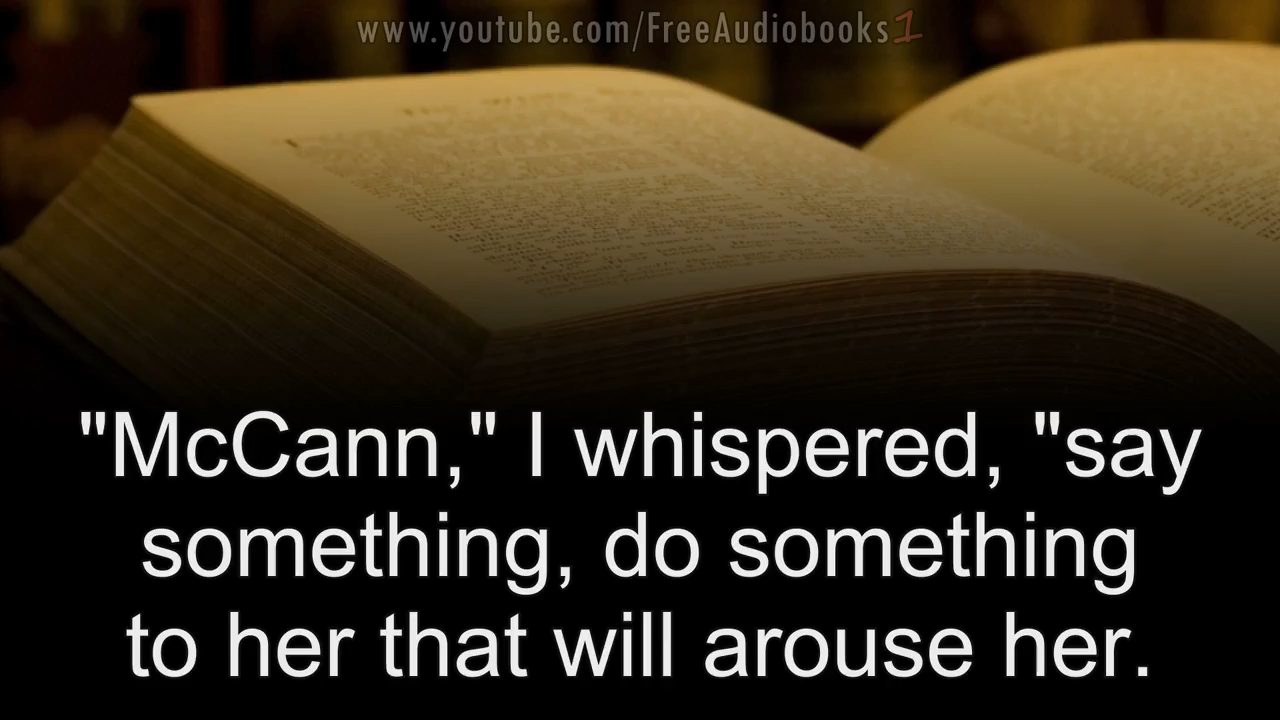 www.youtube.com/FreeAudiobooks1
"McCann," I whispered, "say
something, do something
to her that will arouse her.